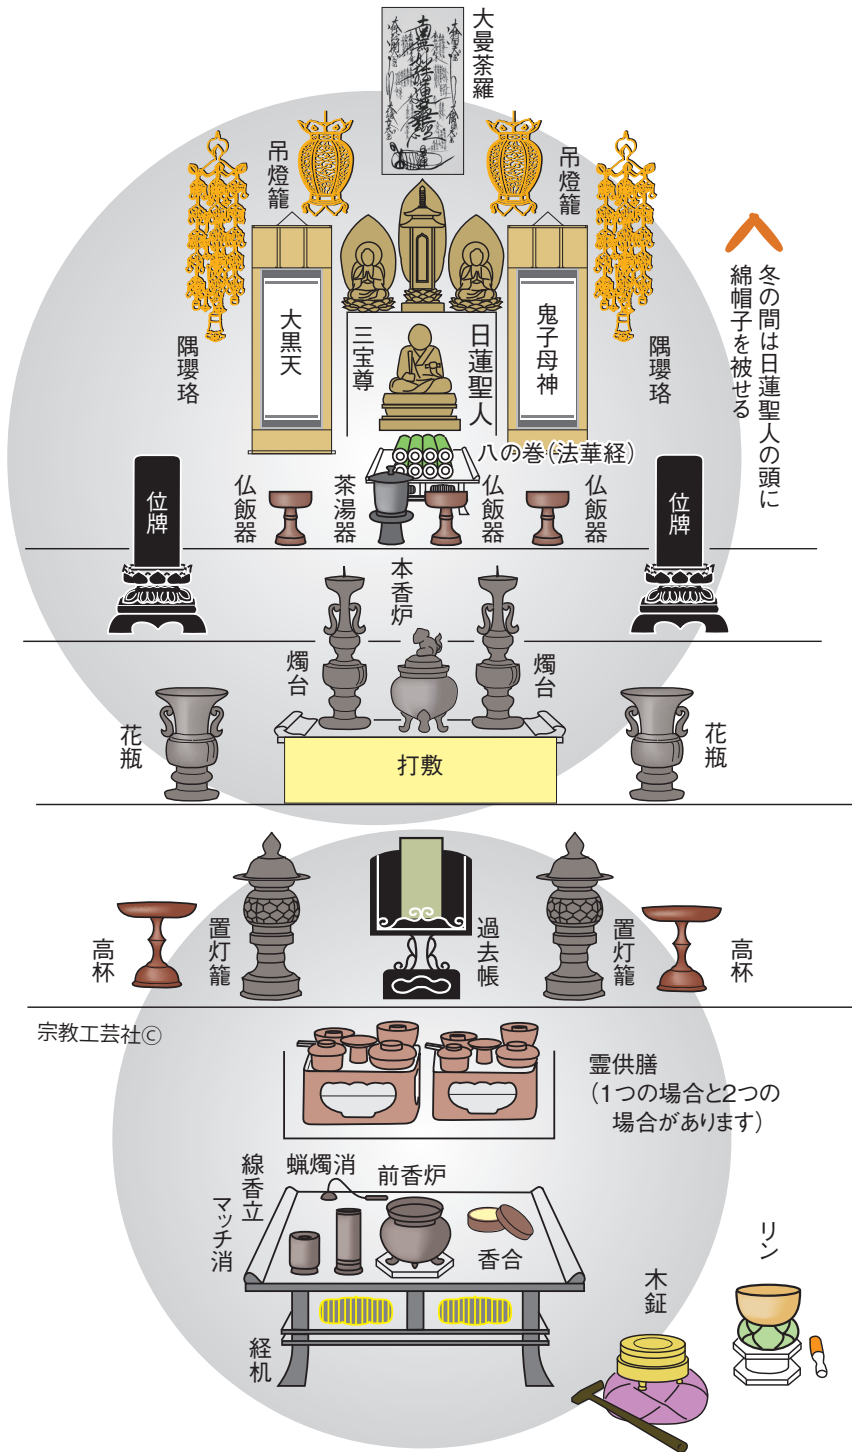 大曼荼羅
吊燈籠
吊燈籠
隅瓔珞
大黒天
三宝尊
日蓮聖人
鬼子母神
隅瓔珞
冬の間は日蓮聖人の頭に
綿帽子を被せる
八の巻(法華経)
位牌
仏飯器
茶湯器
仏飯器
仏飯器
位牌
本香炉
燭台
燭台
花瓶
打敷
花瓶
高杯
置灯籠
過去帳
置灯籠
高杯
宗教工芸社©
霊供膳
(1つの場合と2つの
場合があります)
マッチ消
線香立
蝋燭消
前香炉
香合
経机
木鉦
リン